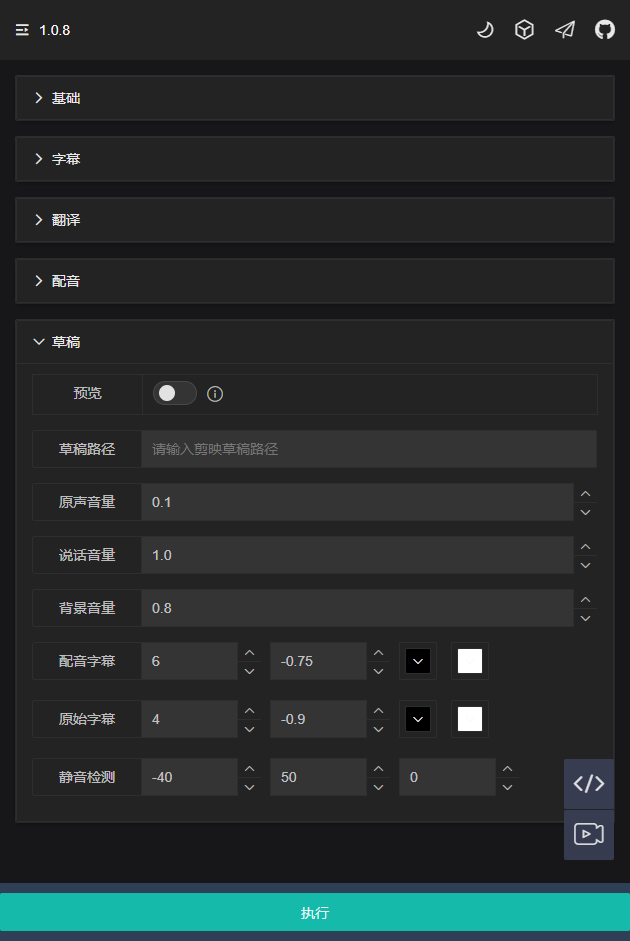 1.0.8
基础
字幕
翻译
配音
草稿
预览
草稿路径 请输入剪映草稿路径
原声音量 0.1
说话音量 1.0
背景音量 0.8
配音字幕 6 -0.75
原始字幕 4 -0.9
静音检测 -40 50 0
执行